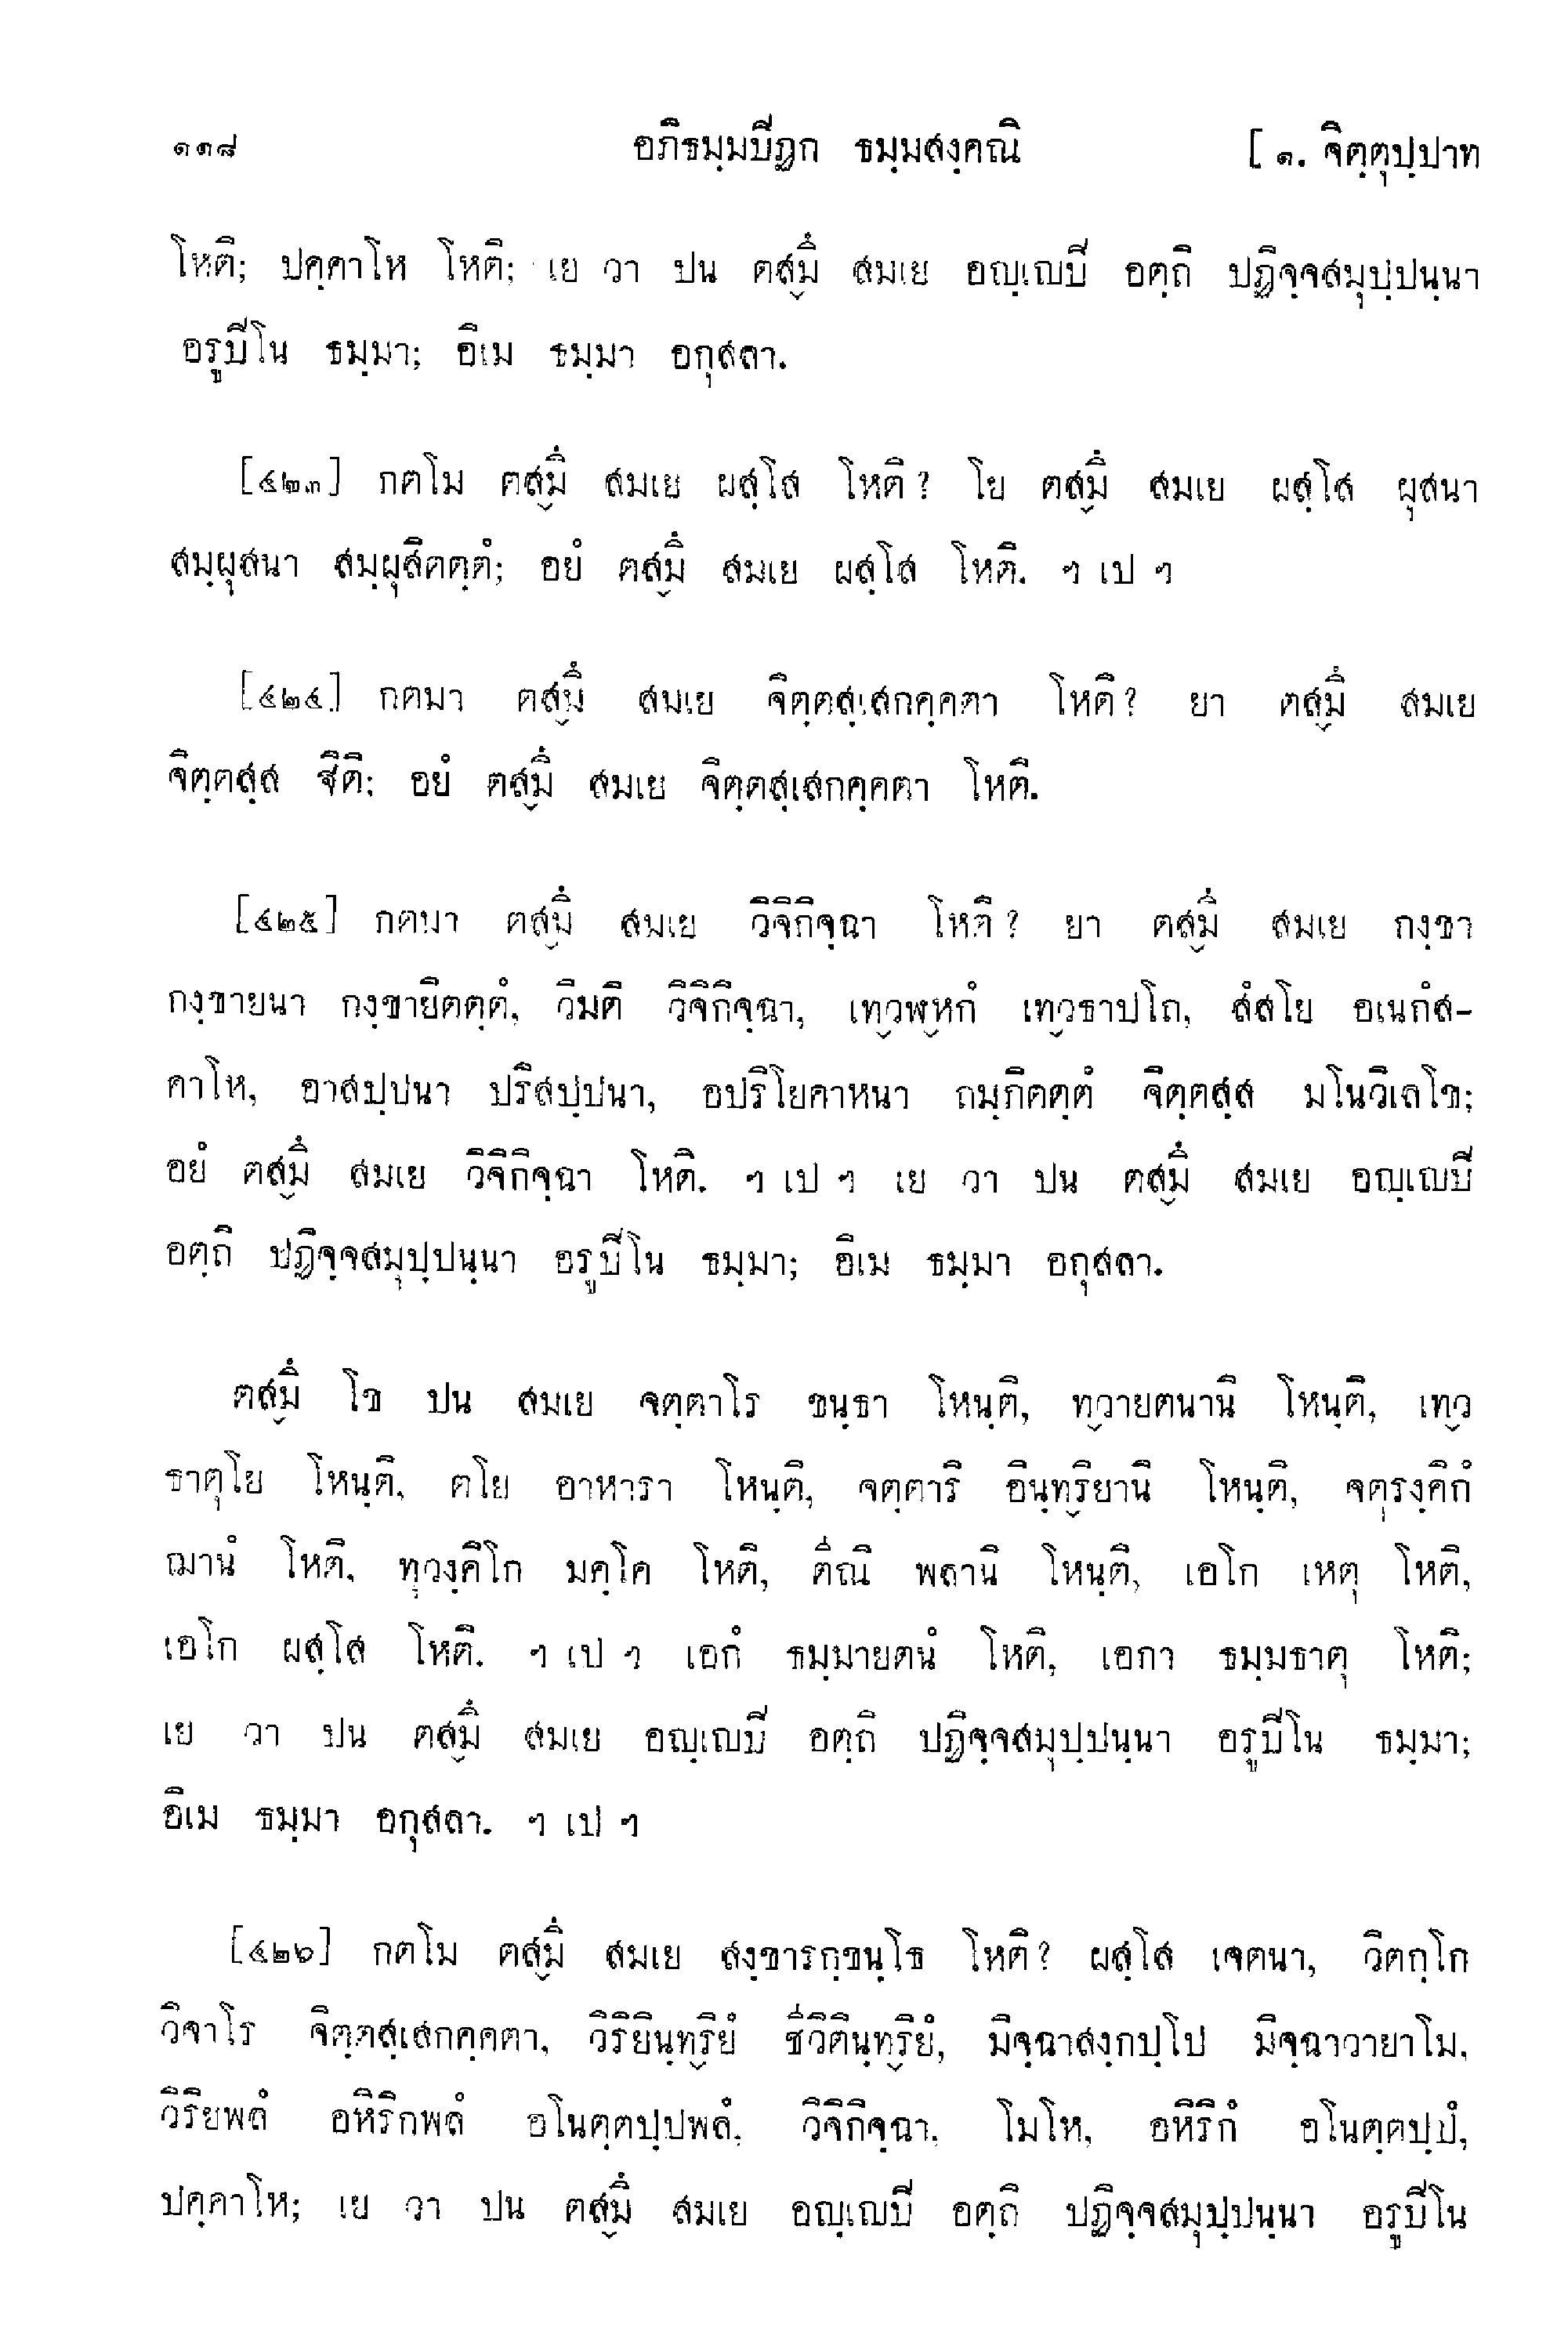 ๑๑๘ อภิธมฺมปิฏก ธมฺมสงฺคณิ [ ๑. จิตฺตุปฺปาท
โหติ; ปคฺคาโห โหติ; เย วา ปน ตส๎มึ สมเย อญฺเญปิ อตฺถิ ปฏิจฺจสมุปฺปนฺนา
อรูปิโน ธมฺมา; อิเม ธมฺมา อกุสลา.
[๔๒๓] กตโม ตส๎มึ สมเย ผสฺโส โหติ? โย ตส๎มึ สมเย ผสฺโส ผุสนา
สมฺผุสนา สมฺผุสิตตฺตํ; อยํ ตส๎มึ สมเย ผสฺโส โหติ. ฯ เป ฯ
[๔๒๔] กตมา ตส๎มึ สมเย จิตฺตสฺเสกคฺคตา โหติ? ยา ตส๎มึ สมเย
จิตฺตสฺส ฐิติ; อยํ ตส๎มึ สมเย จิตฺตสฺเสกคฺคตา โหติ.
[๔๒๕] กตมา ตส๎มึ สมเย วิจิกิจฺฉา โหติ? ยา ตส๎มึ สมเย กงฺขา
กงฺขายนา กงฺขายิตตฺตํ, วิมติ วิจิกิจฺฉา, เท๎วฬ๎หกํ เท๎วธาปโถ, สํสโย อเนกํส-
คาโห, อาสปฺปนา ปริสปฺปนา, อปริโยคาหนา ถมฺภิตตฺตํ จิตฺตสฺส มโนวิเลโข;
อยํ ตส๎มึ สมเย วิจิกิจฺฉา โหติ. ฯ เป ฯ เย วา ปน ตส๎มึ สมเย อญฺเญปิ
อตฺถิ ปฏิจฺจสมุปฺปนฺนา อรูปิโน ธมฺมา; อิเม ธมฺมา อกุสลา.
ตส๎มึ โข ปน สมเย จตฺตาโร ขนฺธา โหนฺติ, ท๎วายตนานิ โหนฺติ, เท๎ว
ธาตุโย โหนฺติ, ตโย อาหารา โหนฺติ, จตฺตาริ อินฺท๎ริยานิ โหนฺติ, จตุรงฺคิกํ
ฌานํ โหติ, ทุวงฺคิโก มคฺโค โหติ, ตีณิ พลานิ โหนฺติ, เอโก เหตุ โหติ,
เอโก ผสฺโส โหติ. ฯ เป ฯ เอกํ ธมฺมายตนํ โหติ, เอกา ธมฺมธาตุ โหติ;
เย วา ปน ตส๎มึ สมเย อญฺเญปิ อตฺถิ ปฏิจฺจสมุปฺปนฺนา อรูปิโน ธมฺมา;
อิเม ธมฺมา อกุสลา. ฯ เป ฯ
[๔๒๖] กตโม ตส๎มึ สมเย สงฺขารกฺขนฺโธ โหติ? ผสฺโส เจตนา, วิตกฺโก
วิจาโร จิตฺตสฺเสกคฺคตา, วิริยินฺท๎ริยํ ชีวิตินฺท๎ริยํ, มิจฺฉาสงฺกปฺโป มิจฺฉาวายาโม,
วิริยพลํ อหิริกพลํ อโนตฺตปฺปพลํ, วิจิกิจฺฉา, โมโห, อหิริกํ อโนตฺตปฺปํ,
ปคฺคาโห; เย วา ปน ตส๎มึ สมเย อญฺเญปิ อตฺถิ ปฏิจฺจสมุปฺปนฺนา อรูปิโน